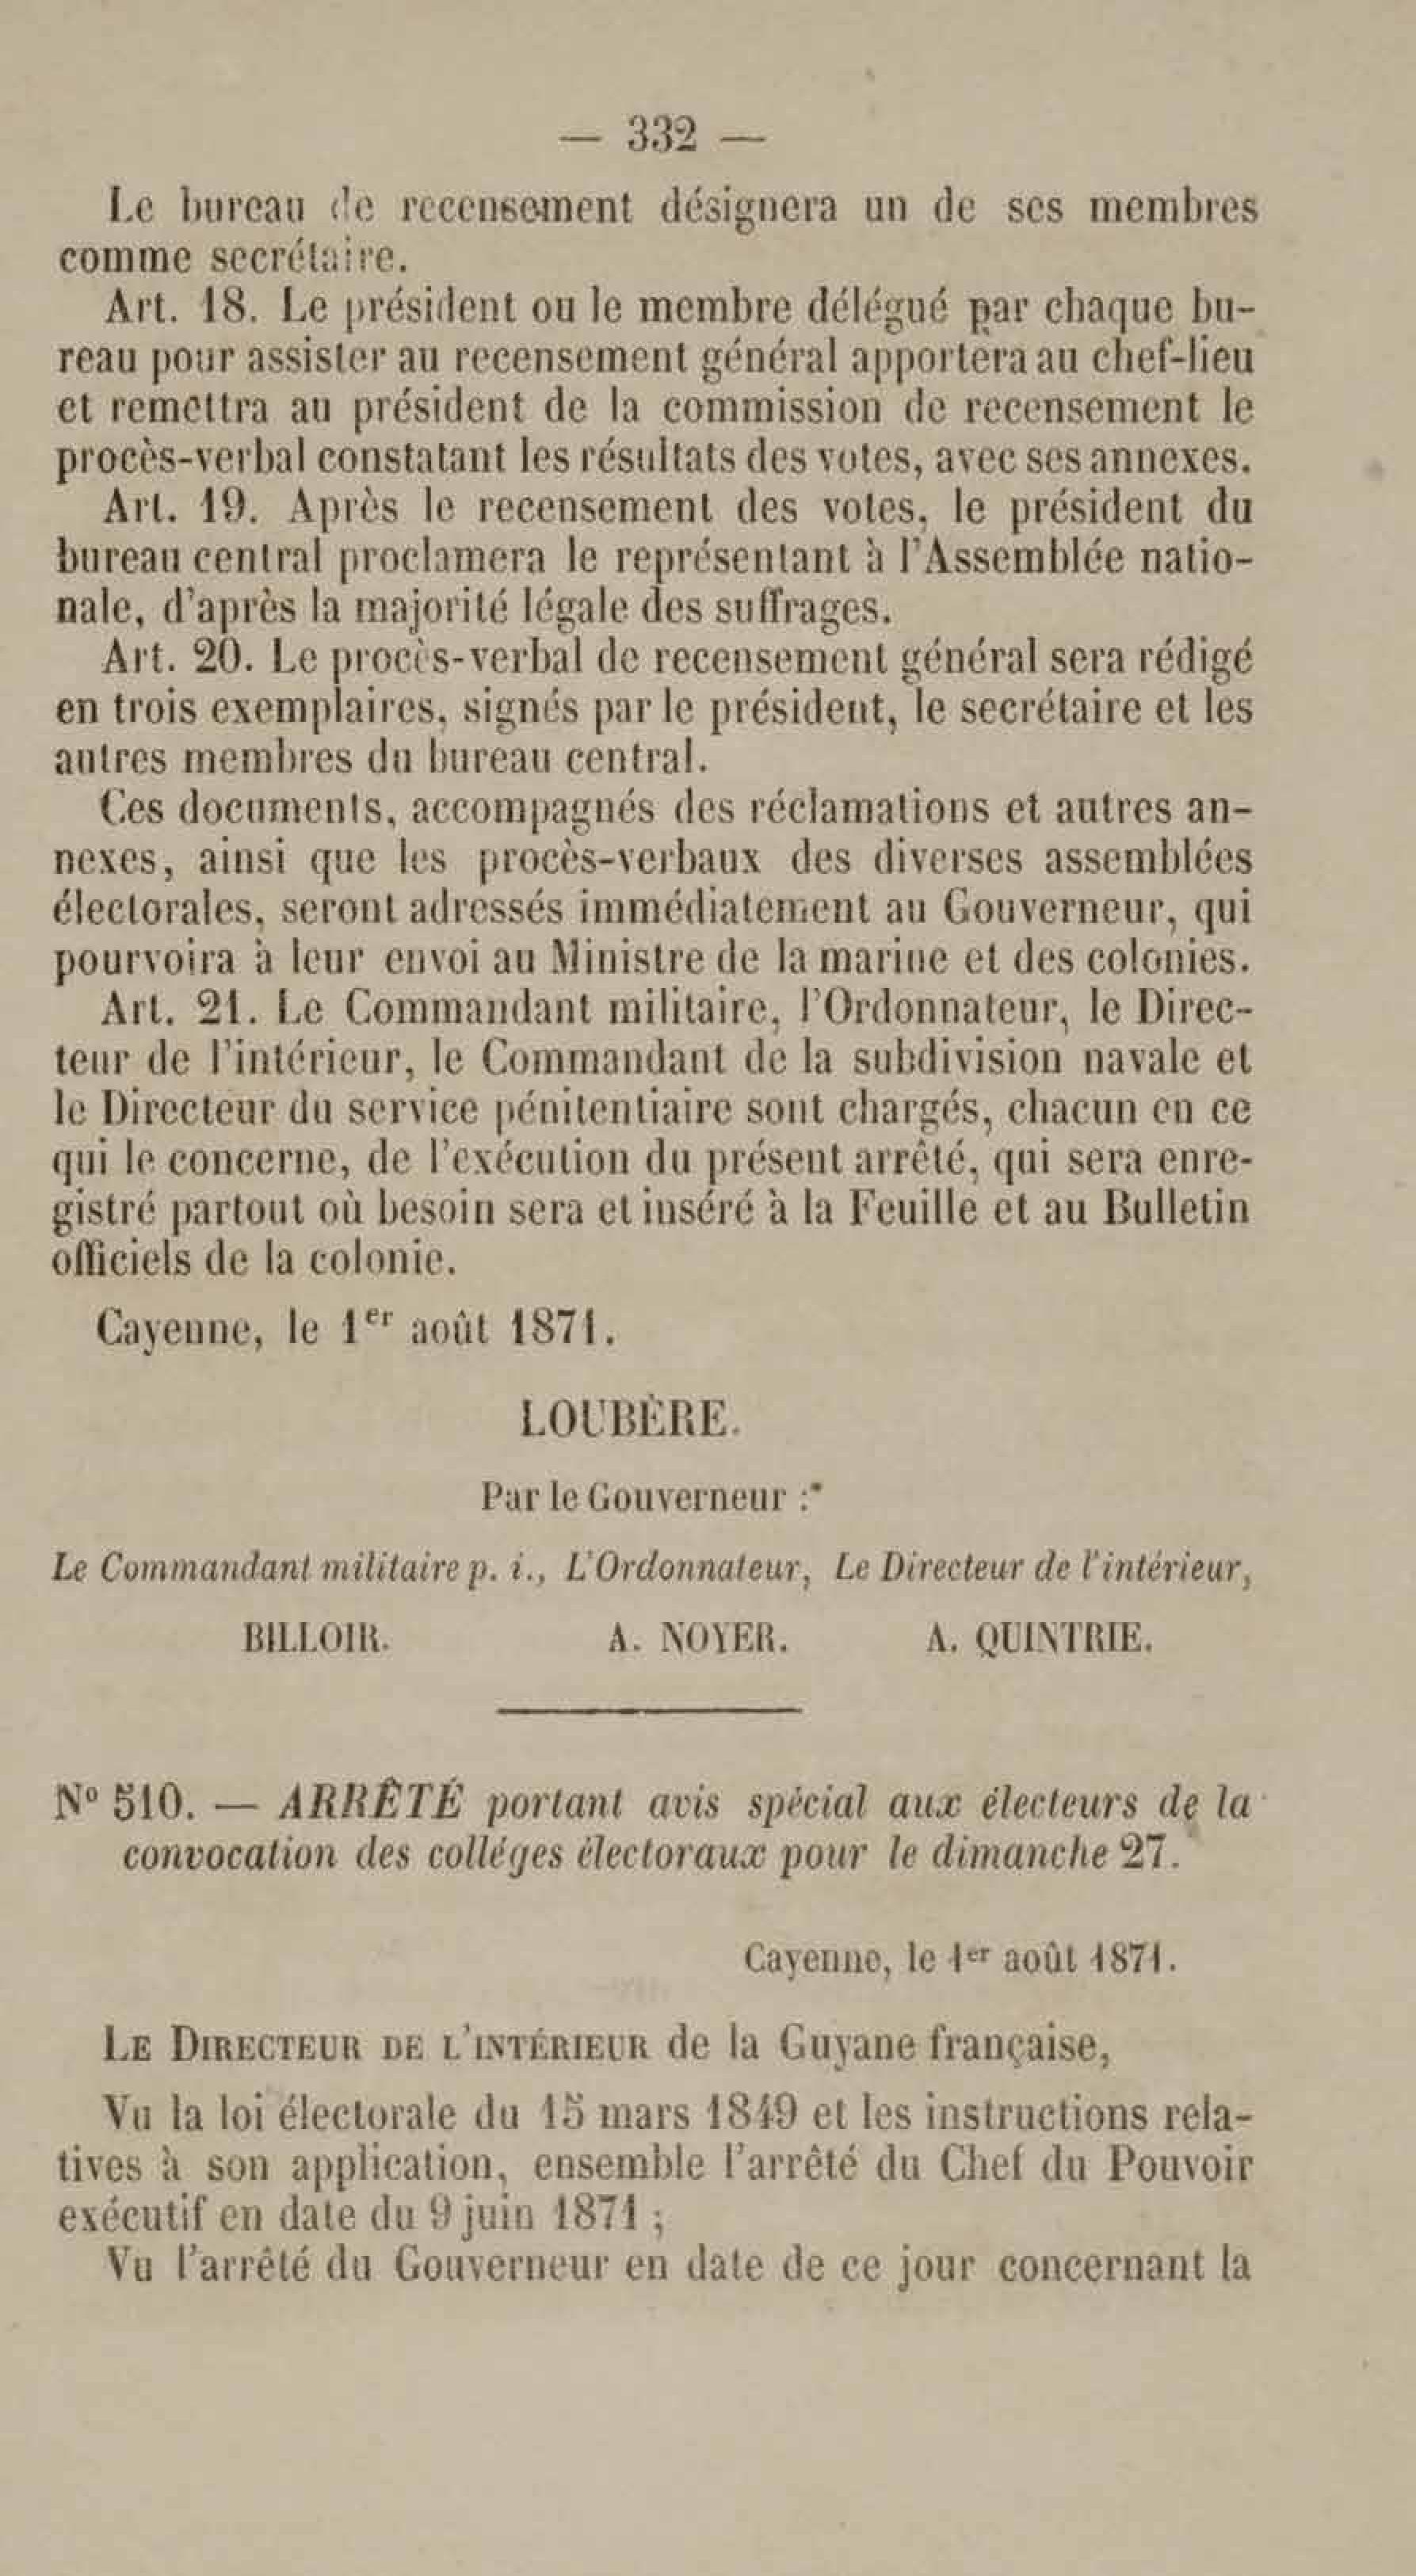 — 332 —
Le bureau de recensement désignera un de ses membres
comme secrétaire.
Art. 18. Le président ou le membre délégué par chaque bu-
reau pour assister au recensement général apportera au chef-lieu
et remettra au président de la commission de recensement le
procès-verbal constatant les résultats des votes, avec ses annexes.
Art. 19. Après le recensement des votes, le président du
bureau central proclamera le représentant à l'Assemblée natio-
nale, d'après la majorité légale des suffrages.
Art. 20. Le procès-verbal de recensement général sera rédigé
en trois exemplaires, signés par le président, le secrétaire et les
autres membres du bureau central.
Ces documents, accompagnés des réclamations et autres an-
nexes, ainsi que les procès-verbaux des diverses assemblées
électorales, seront adressés immédiatement au Gouverneur, qui
pourvoira à leur envoi au Ministre de la marine et des colonies.
Art. 21. Le Commandant militaire, l'Ordonnateur, le Direc-
teur de l'intérieur, le Commandant de la subdivision navale et
le Directeur du service pénitentiaire sont chargés, chacun en ce
qui le concerne, de l'exécution du présent arrêté, qui sera enre-
gistré partout où besoin sera et inséré à la Feuille et au Bulletin
officiels de la colonie.
Cayenne, le 1er août 1871.
LOUBÈRE.
Par le Gouverneur :
Le Commandant militaire p. i., L'Ordonnateur, Le Directeur de l'intérieur,
BILLOIR. A. NOYER. A. QUINTRIE.
N° 510. — ARRÊTÉ portant avis spécial aux électeurs de la
convocation des colléges électoraux pour le dimanche 27.
Cayenne, le 1er août 1871.
LE DIRECTEUR DE L'INTÉRIEUR de la Guyane française,
Vu la loi électorale du 15 mars 1849 et les instructions rela-
tives à son application, ensemble l'arrêté du Chef du Pouvoir
exécutif en date du 9 juin 1871 ;
Vu l'arrêté du Gouverneur en date de ce jour concernant la